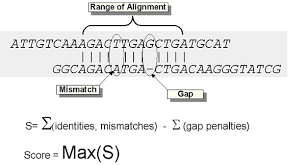 Range of Alignment
ATTGTCAAAGACTTGAGCTGATGCAT
GGCAGACATGA-CTGACAAGGGTATCG
Mismatch
Gap
S= Σ(identities, mismatches) - Σ (gap penalties)
Score = Max(S)